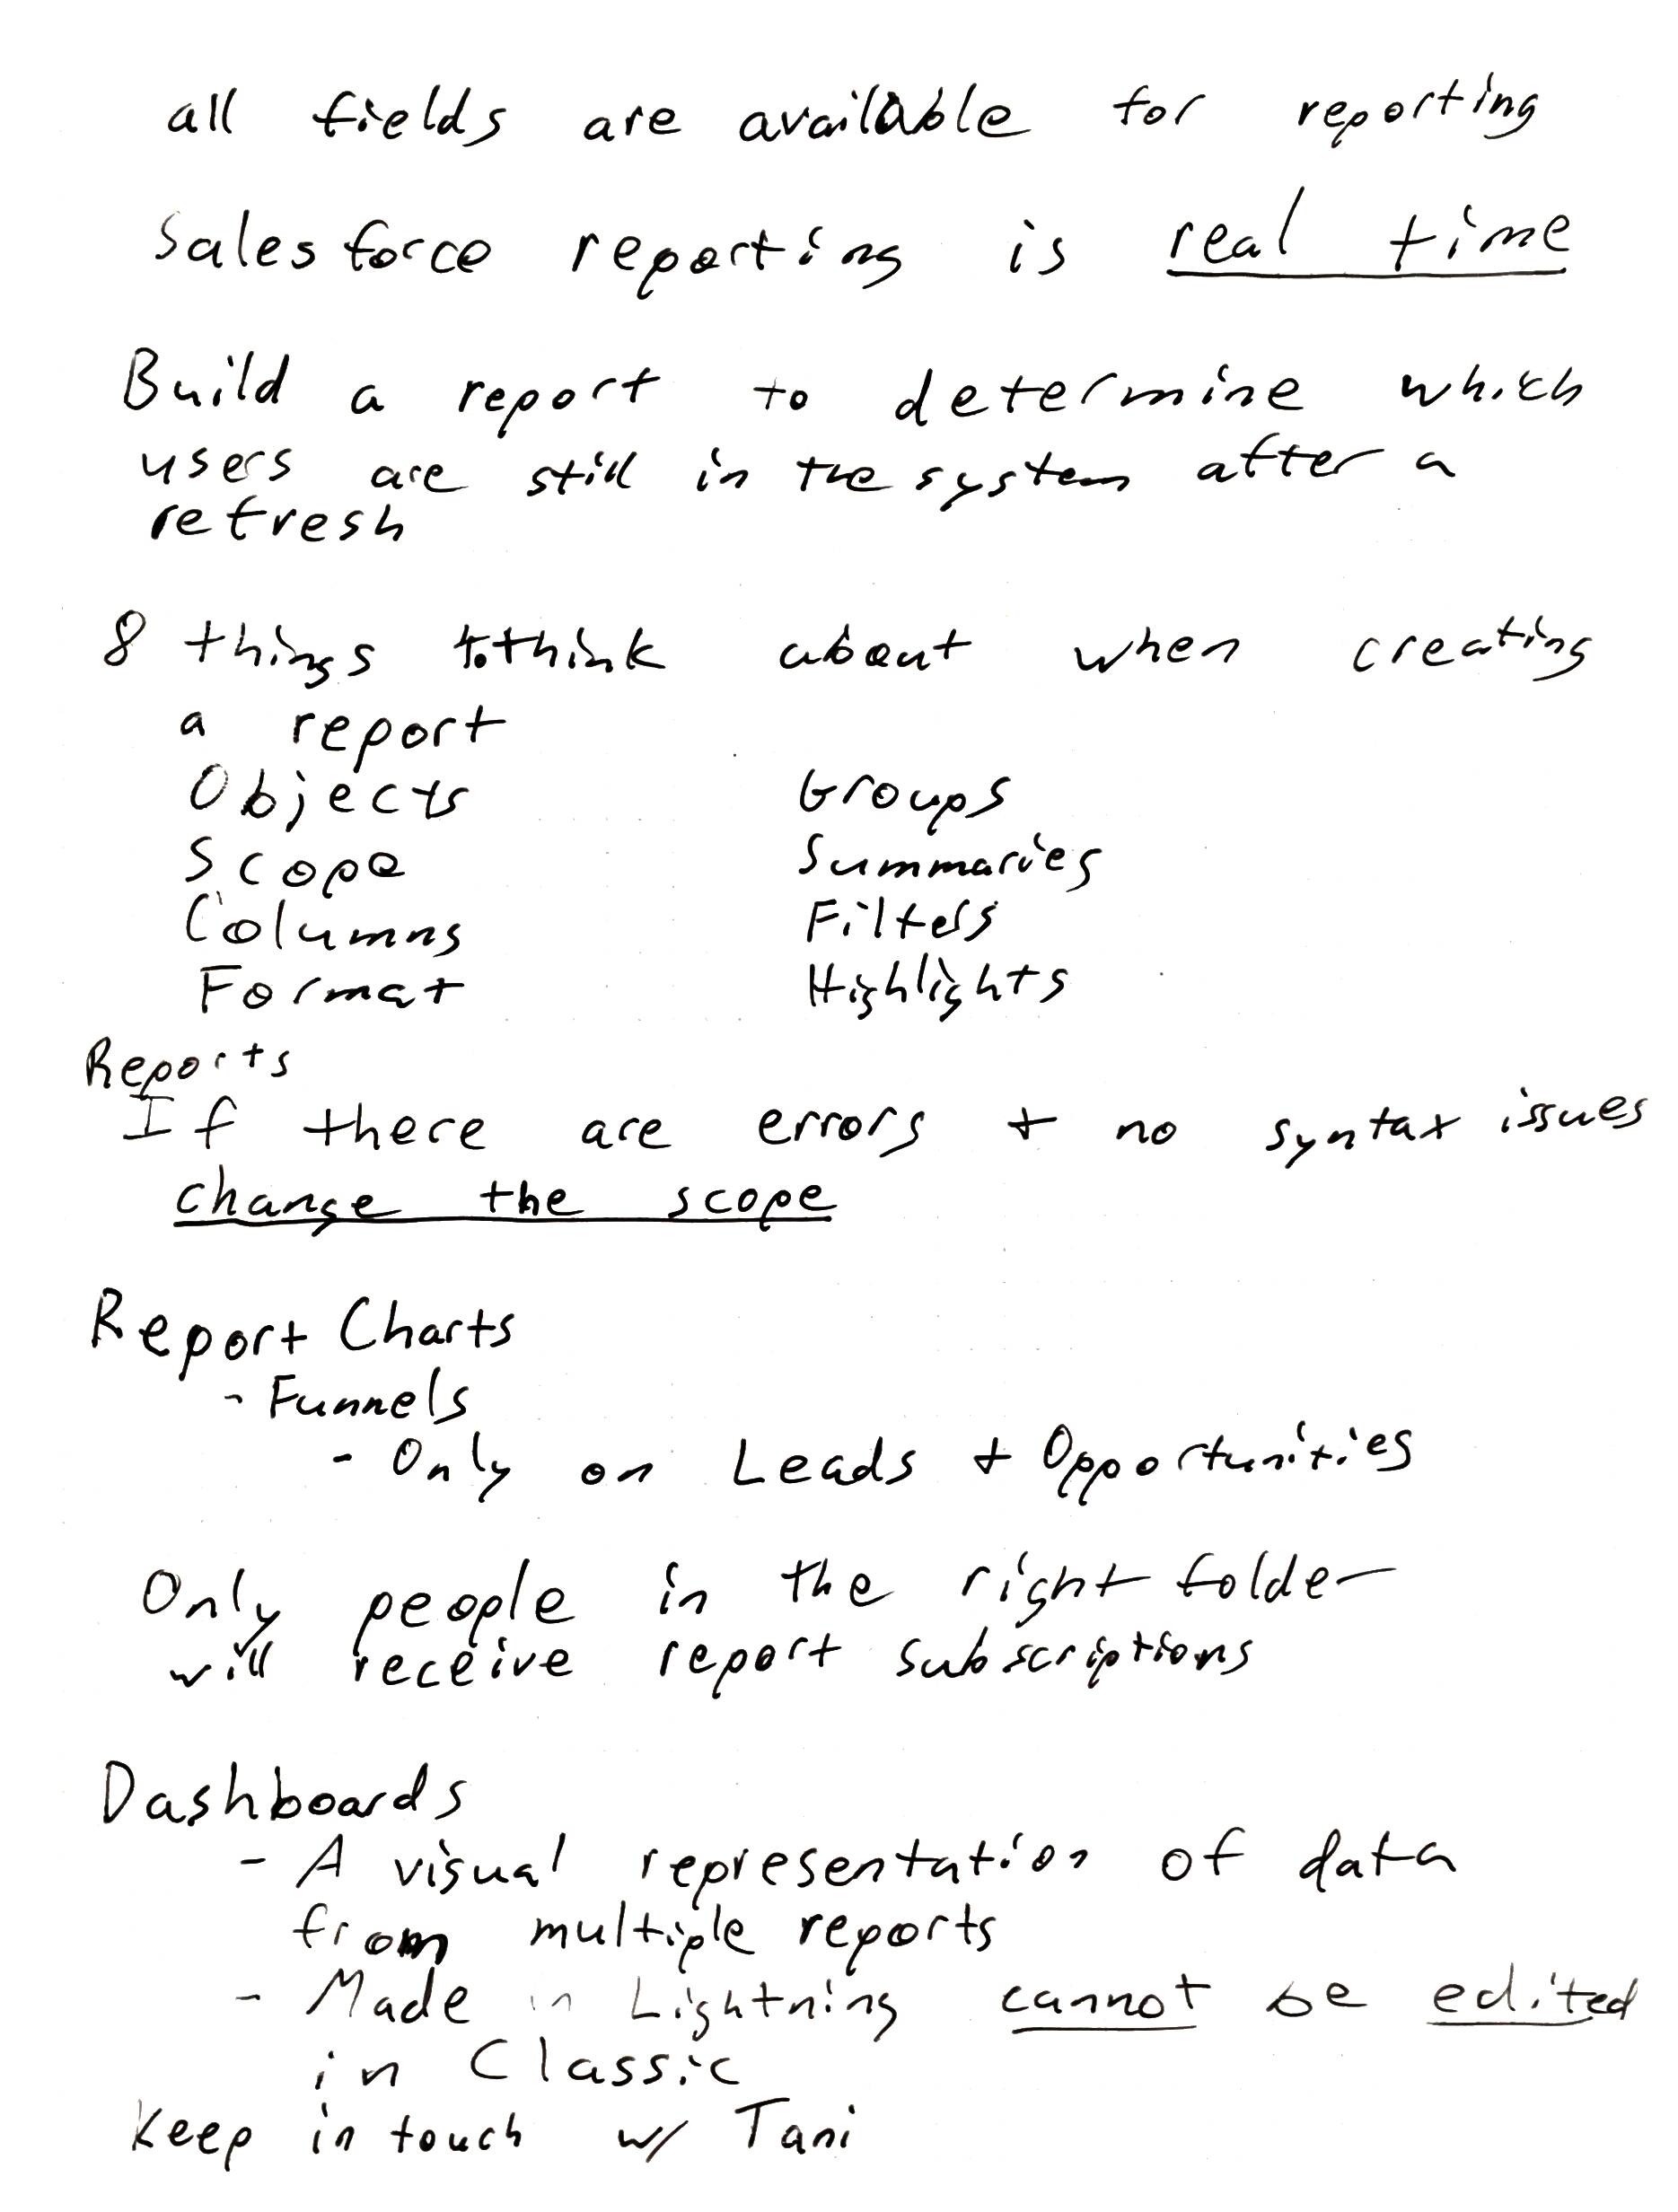 all fields are available for reporting
Salesforce reporting is real time
Build a report to determine which
users are still in the system after a
refresh
8 things to think about when creating
a report
Objects Groups
Scope Summaries
Columns Filters
Format Highlights
Reports
If there are errors + no syntax issues
change the scope
Report Charts
- Funnels
- Only on Leads + Opportunities
Only people in the right folder
will receive report subscriptions
Dashboards
- A visual representation of data
from multiple reports
- Made in Lightning cannot be edited
in Classic
Keep in touch w/ Tani